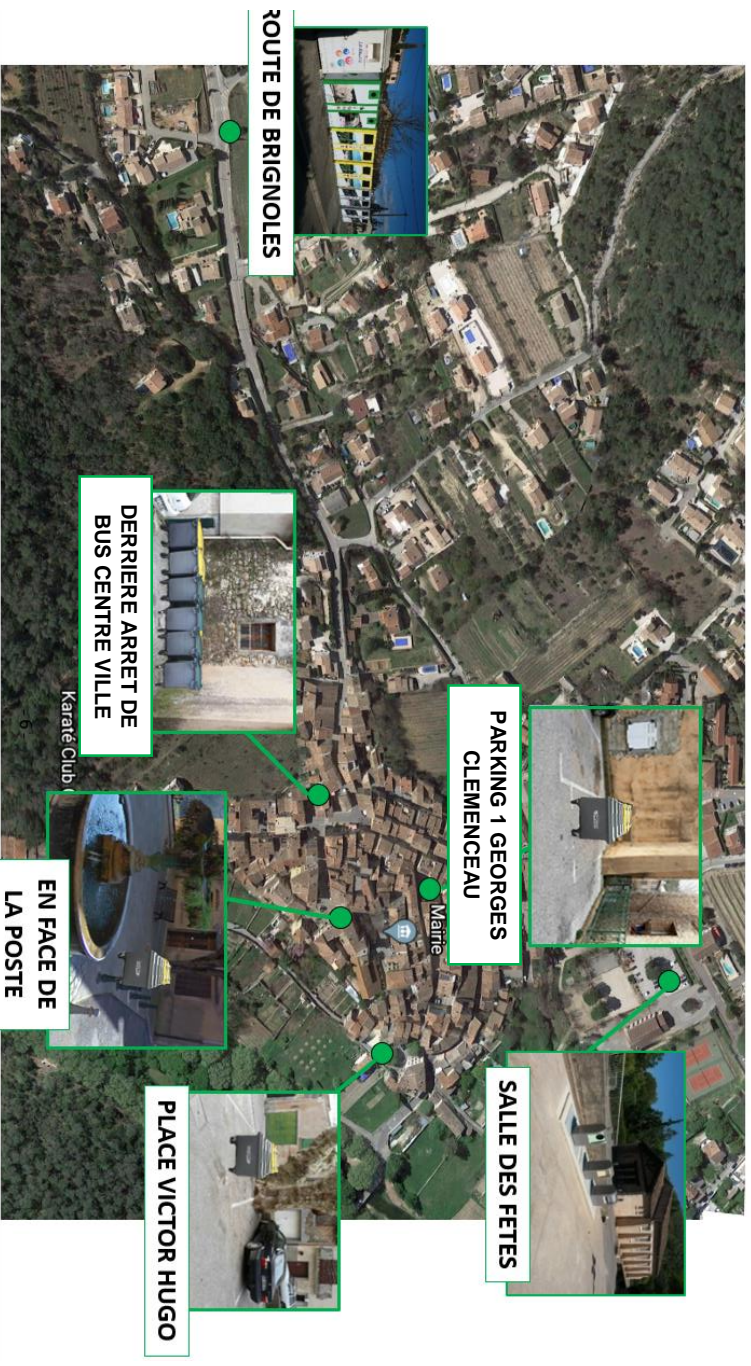 ROUTE DE BRIGNOLES
DERRIERE ARRET DE
BUS CENTRE VILLE
PARKING 1 GEORGES
CLEMENCEAU
Mairie
Karaté Club
6
EN FACE DE
LA POSTE
SALLE DES FETES
PLACE VICTOR HUGO